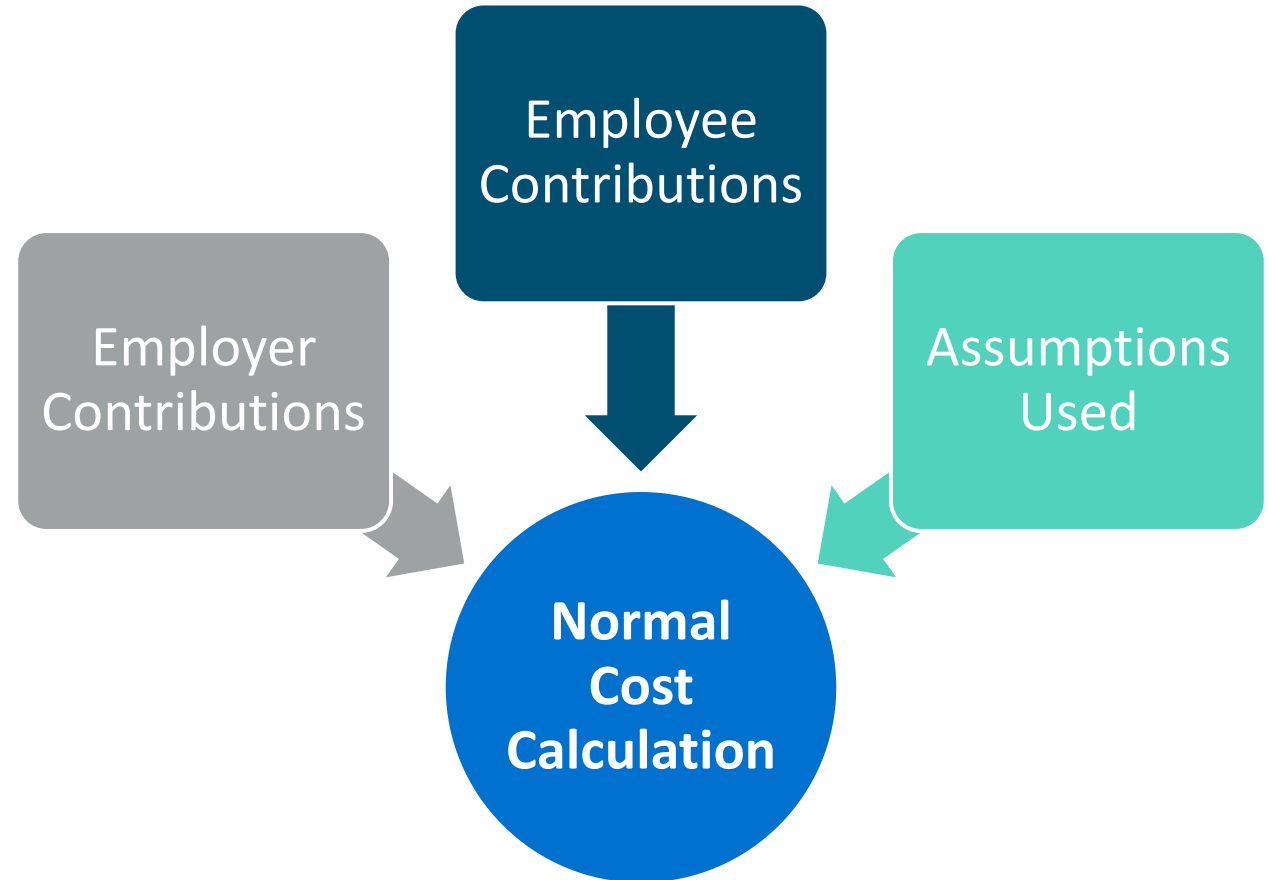 Employee
Contributions
Employer
Contributions
Assumptions
Used
Normal
Cost
Calculation